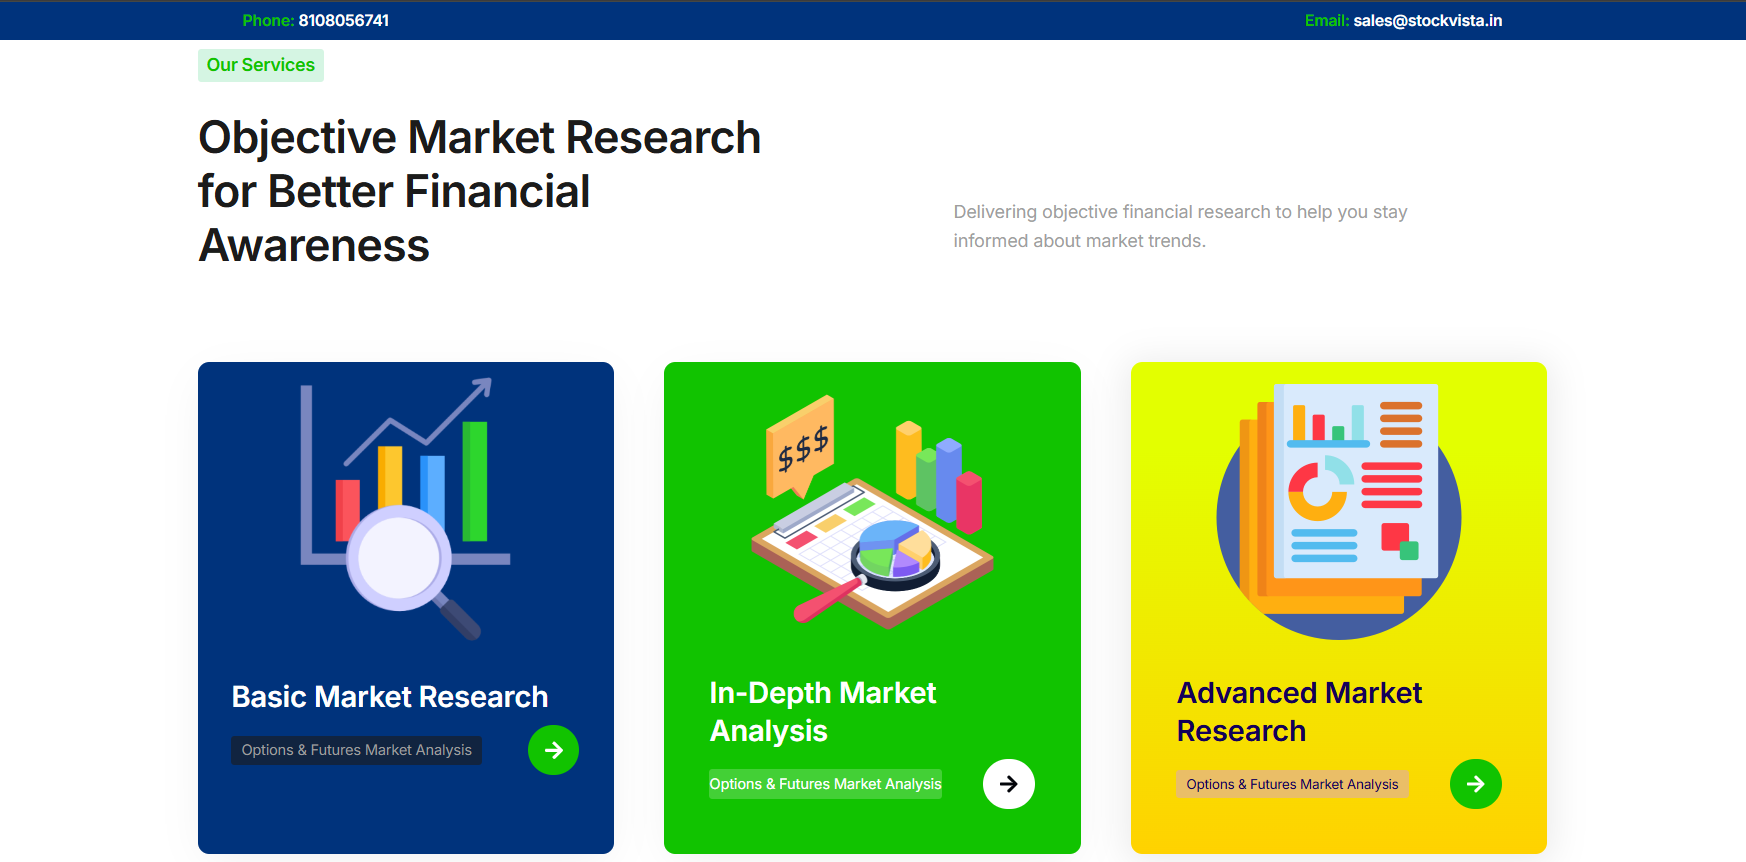 Phone: 8108056741
Email: sales@stockvista.in
Our Services
Objective Market Research
for Better Financial
Awareness
Delivering objective financial research to help you stay
informed about market trends.
$$$
Basic Market Research
Options & Futures Market Analysis
In-Depth Market
Analysis
Options & Futures Market Analysis
Advanced Market
Research
Options & Futures Market Analysis